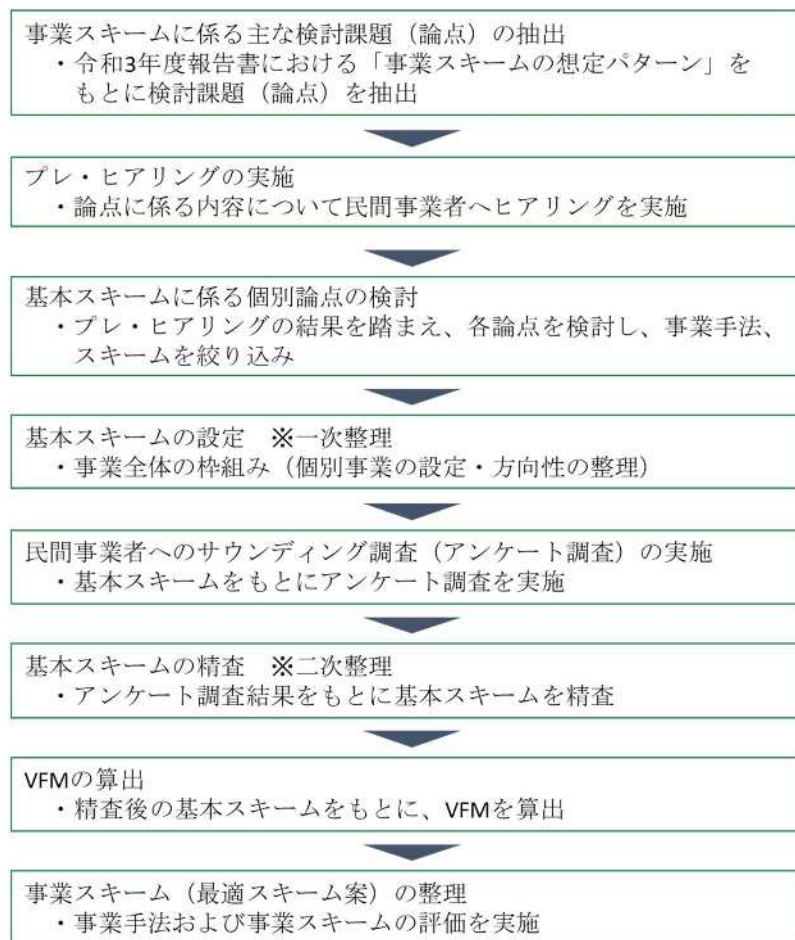 事業スキームに係る主な検討課題（論点）の抽出
・令和3年度報告書における「事業スキームの想定パターン」を
もとに検討課題（論点）を抽出
プレ・ヒアリングの実施
・論点に係る内容について民間事業者へヒアリングを実施
基本スキームに係る個別論点の検討
・プレ・ヒアリングの結果を踏まえ、各論点を検討し、事業手法、
スキームを絞り込み
基本スキームの設定　※一次整理
・事業全体の枠組み（個別事業の設定・方向性の整理）
民間事業者へのサウンディング調査（アンケート調査）の実施
・基本スキームをもとにアンケート調査を実施
基本スキームの精査　※二次整理
・アンケート調査結果をもとに基本スキームを精査
VFMの算出
・精査後の基本スキームをもとに、VFMを算出
事業スキーム（最適スキーム案）の整理
・事業手法および事業スキームの評価を実施